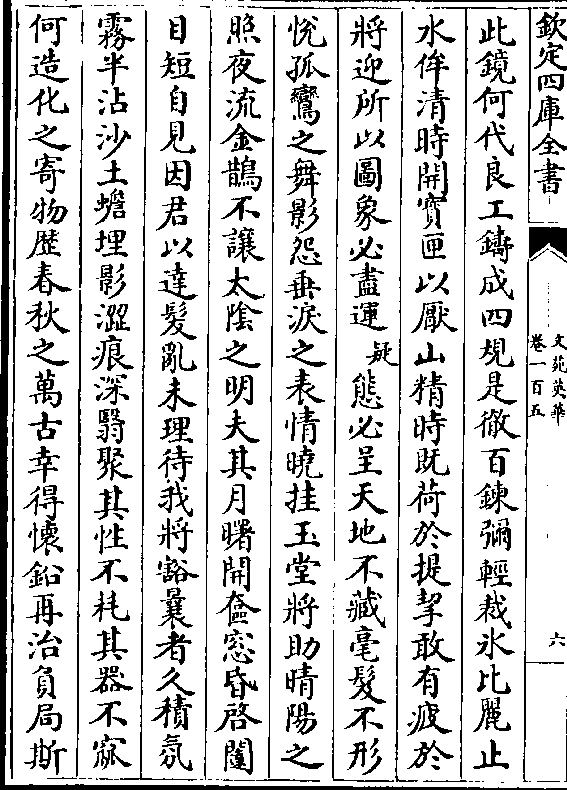 欽定四庫全書
文苑英華
卷一百五
六
此鏡何代良工鑄成四規是徹百鍊彌輕裁氷比麗止
水侔清時開寶匣以厭山精時既荷於提挈敢有疲於
將迎所以圖象必盡運疑態必呈天地不藏毫髮不形
悅孤鸞之舞影怨垂淚之表情曉挂玉堂將助晴陽之
照夜流金鵲不讓太陰之明夫其月曙開奩窓昏啓闥
目短自見因君以達髮亂未理待我將豁曩者久積氛
霧半沾沙土蟾埋影澀痕深翳聚其性不耗其器不寙
何造化之寄物歴春秋之萬古幸得懷鉛再治負局斯